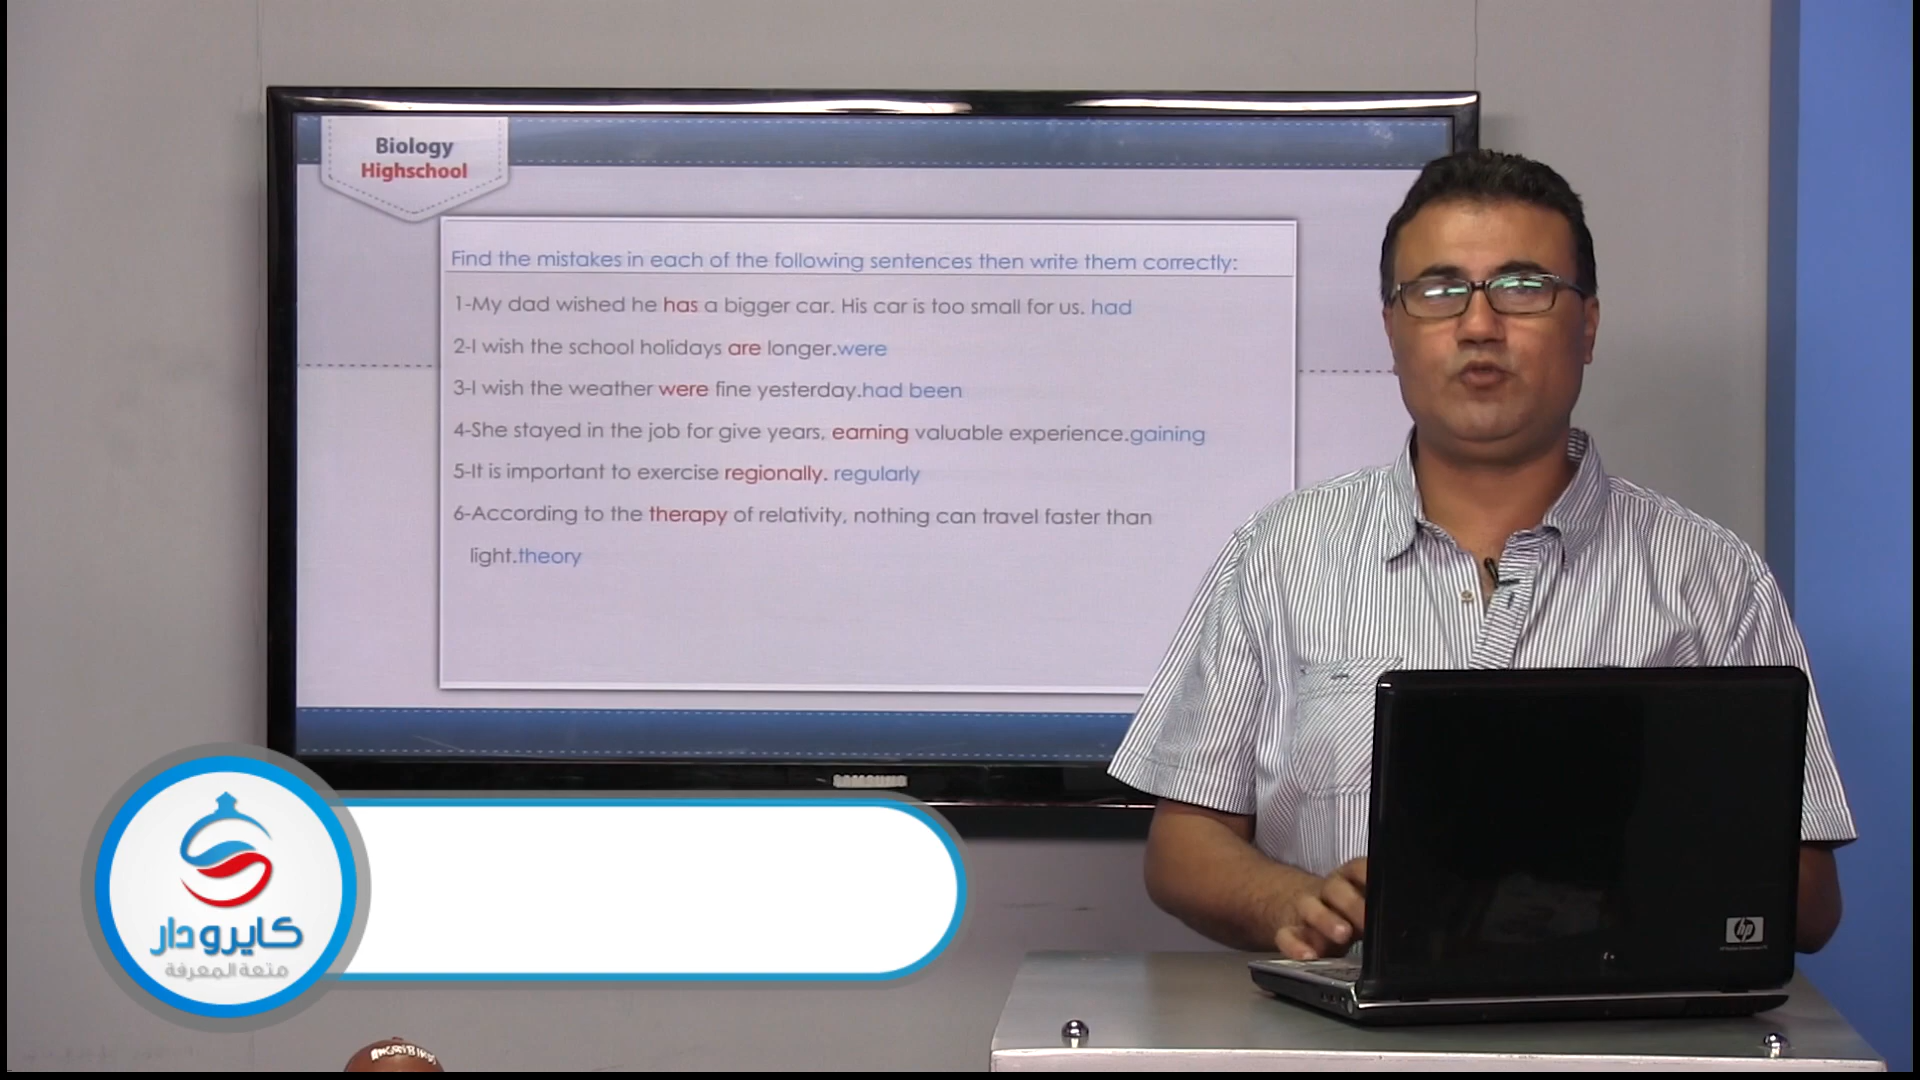 Biology
Highschool
Find the mistakes in each of the following sentences then write them correctly:
1-My dad wished he has a bigger car. His car is too small for us. had
2-I wish the school holidays are longer.were
3-I wish the weather were fine yesterday.had been
4-She stayed in the job for give years, earning valuable experience.gaining
5-It is important to exercise regionally. regularly
6-According to the therapy of relativity, nothing can travel faster than
light.theory
SAMSUNG
كايرودار
متعة المعرفة
hp